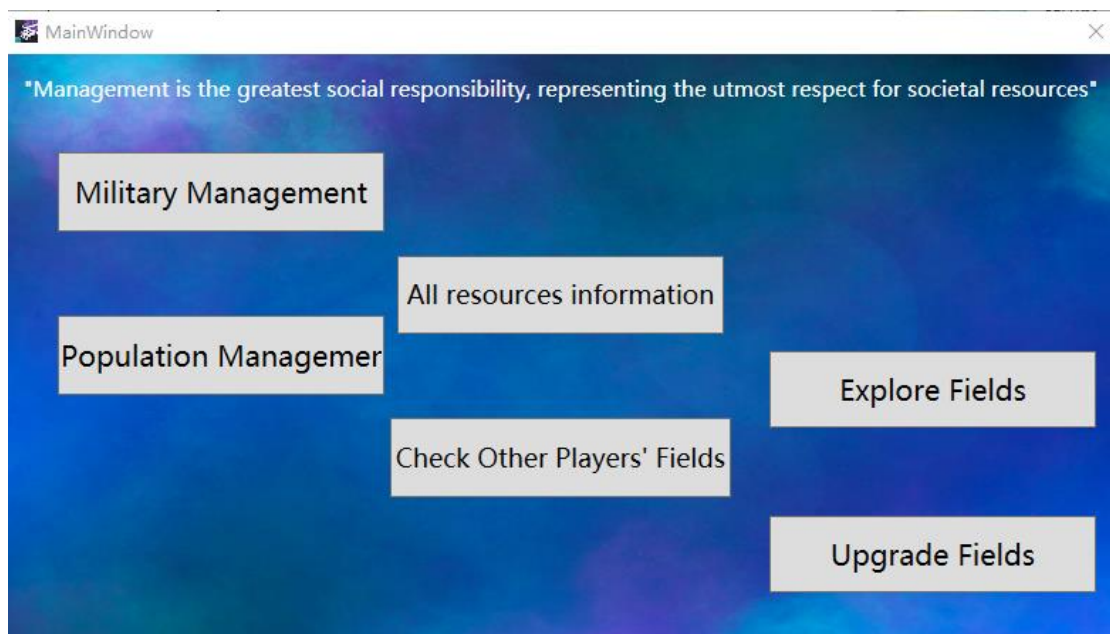 MainWindow
"Management is the greatest social responsibility, representing the utmost respect for societal resources"
Military Management
All resources information
Population Managemer
Explore Fields
Check Other Players' Fields
Upgrade Fields